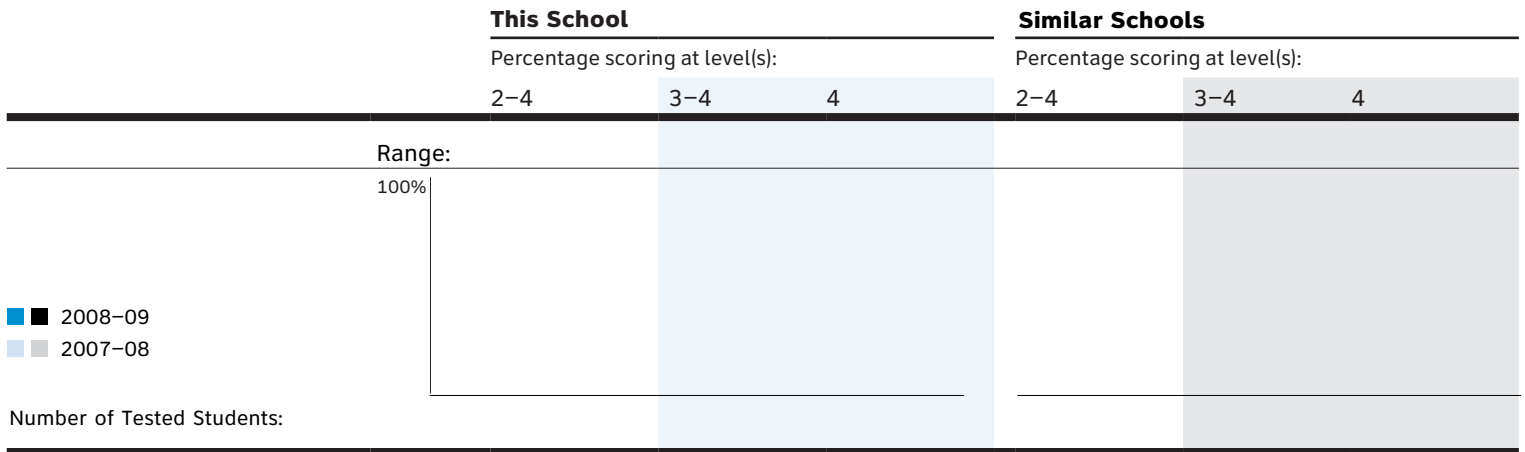 This School Similar Schools
Percentage scoring at level(s): Percentage scoring at level(s):
2–4 3–4 4 2–4 3–4 4
Range:
100%
2008–09
2007–08
Number of Tested Students: